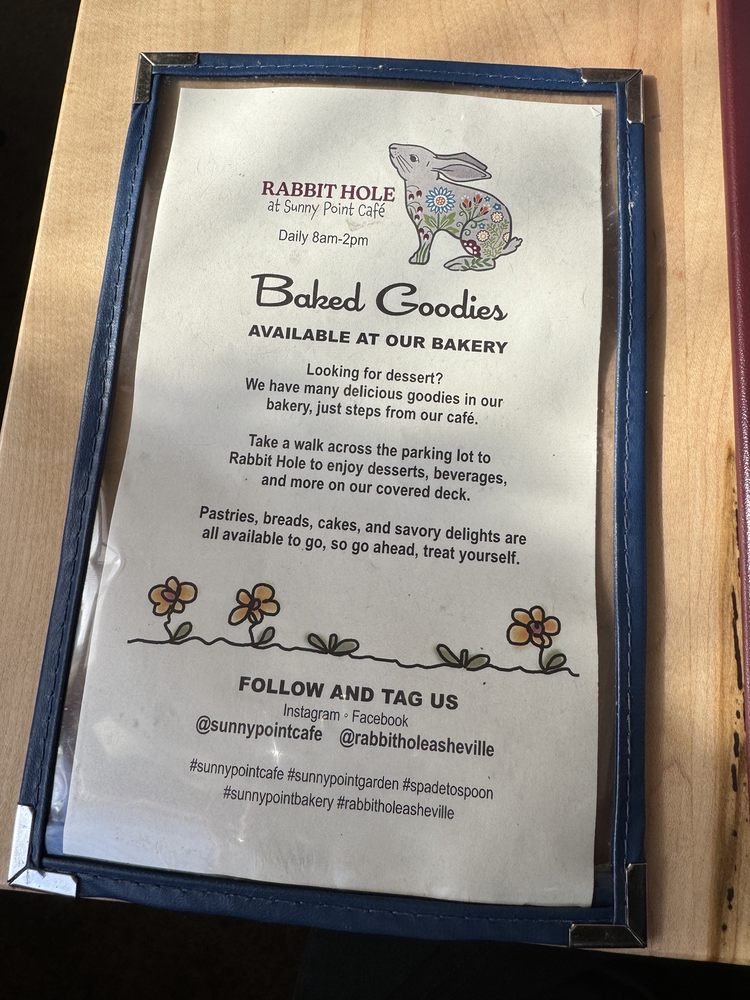 RABBIT HOLE
at Sunny Point Café
Daily 8am-2pm
Baked Goodies
AVAILABLE AT OUR BAKERY
Looking for dessert?
We have many delicious goodies in our
bakery, just steps from our café.
Take a walk across the parking lot to
Rabbit Hole to enjoy desserts, beverages,
and more on our covered deck.
Pastries, breads, cakes, and savory delights are
all available to go, so go ahead, treat yourself.
FOLLOW AND TAG US
Instagram ◦ Facebook
@sunnypointcafe @rabbitholeasheville
#sunnypointcafe #sunnypointgarden #spadetospoon
#sunnypointbakery #rabbitholeasheville